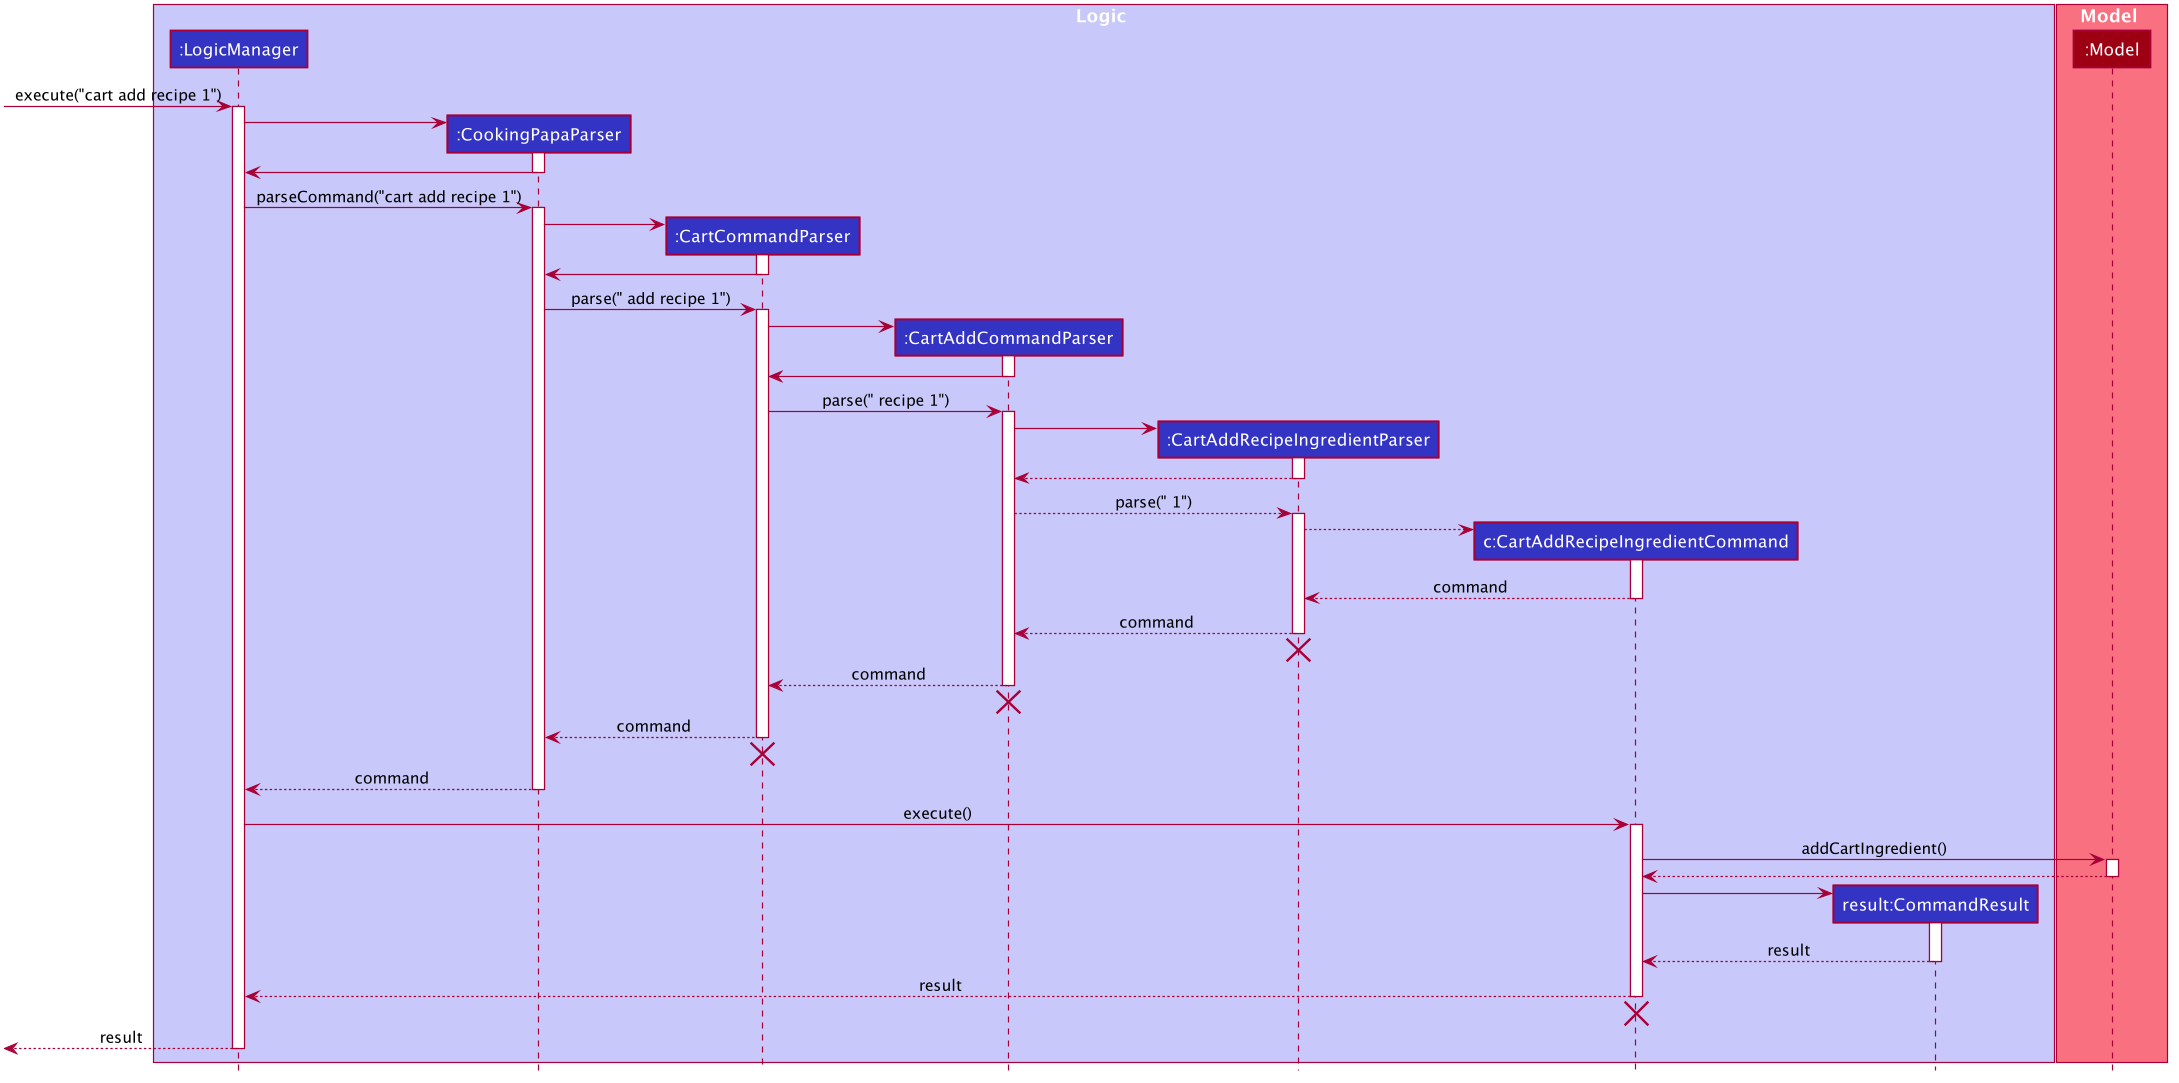 Logic
Model
:LogicManager
:Model
execute("cart add recipe 1")
:CookingPapaParser
parseCommand("cart add recipe 1")
:CartCommandParser
parse(" add recipe 1")
:CartAddCommandParser
parse(" recipe 1")
:CartAddRecipeIngredientParser
parse(" 1")
c:CartAddRecipeIngredientCommand
command
command
command
command
command
execute()
addCartIngredient()
result:CommandResult
result
result
result